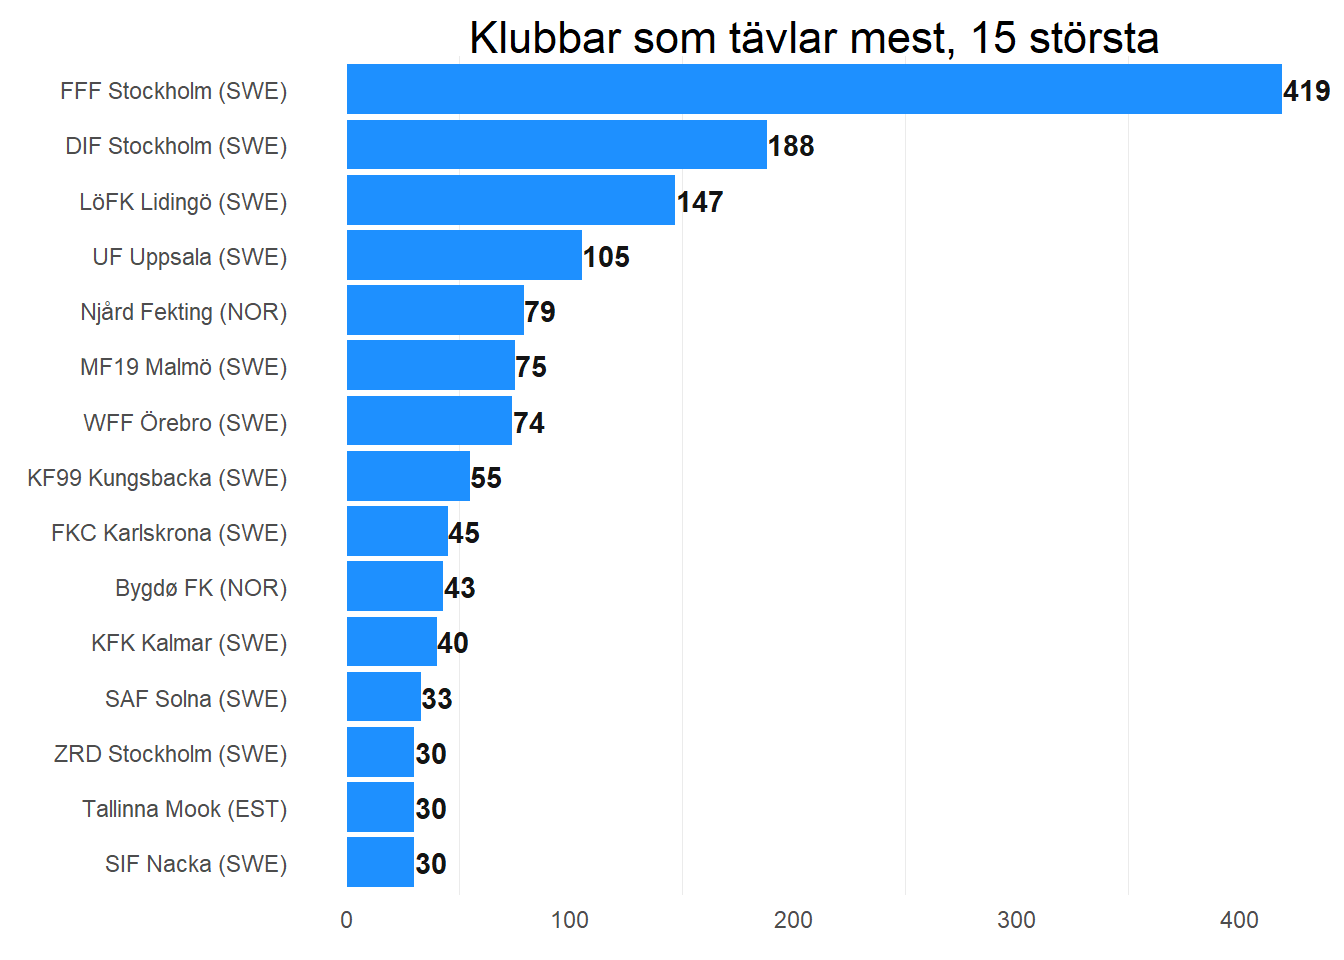 Klubbar som tävlar mest, 15 största
FFF Stockholm (SWE) 419
DIF Stockholm (SWE) 188
LöFK Lidingö (SWE) 147
UF Uppsala (SWE) 105
Njård Fekting (NOR) 79
MF19 Malmö (SWE) 75
WFF Örebro (SWE) 74
KF99 Kungsbacka (SWE) 55
FKC Karlskrona (SWE) 45
Bygdø FK (NOR) 43
KFK Kalmar (SWE) 40
SAF Solna (SWE) 33
ZRD Stockholm (SWE) 30
Tallinna Mook (EST) 30
SIF Nacka (SWE) 30
0 100 200 300 400